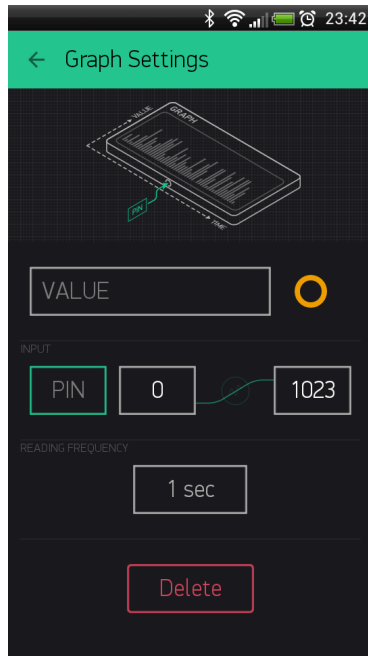 23:42
Graph Settings
VALUE
GRAPH
PIN
TIME
VALUE
INPUT
PIN
0
1023
READING FREQUENCY
1 sec
Delete